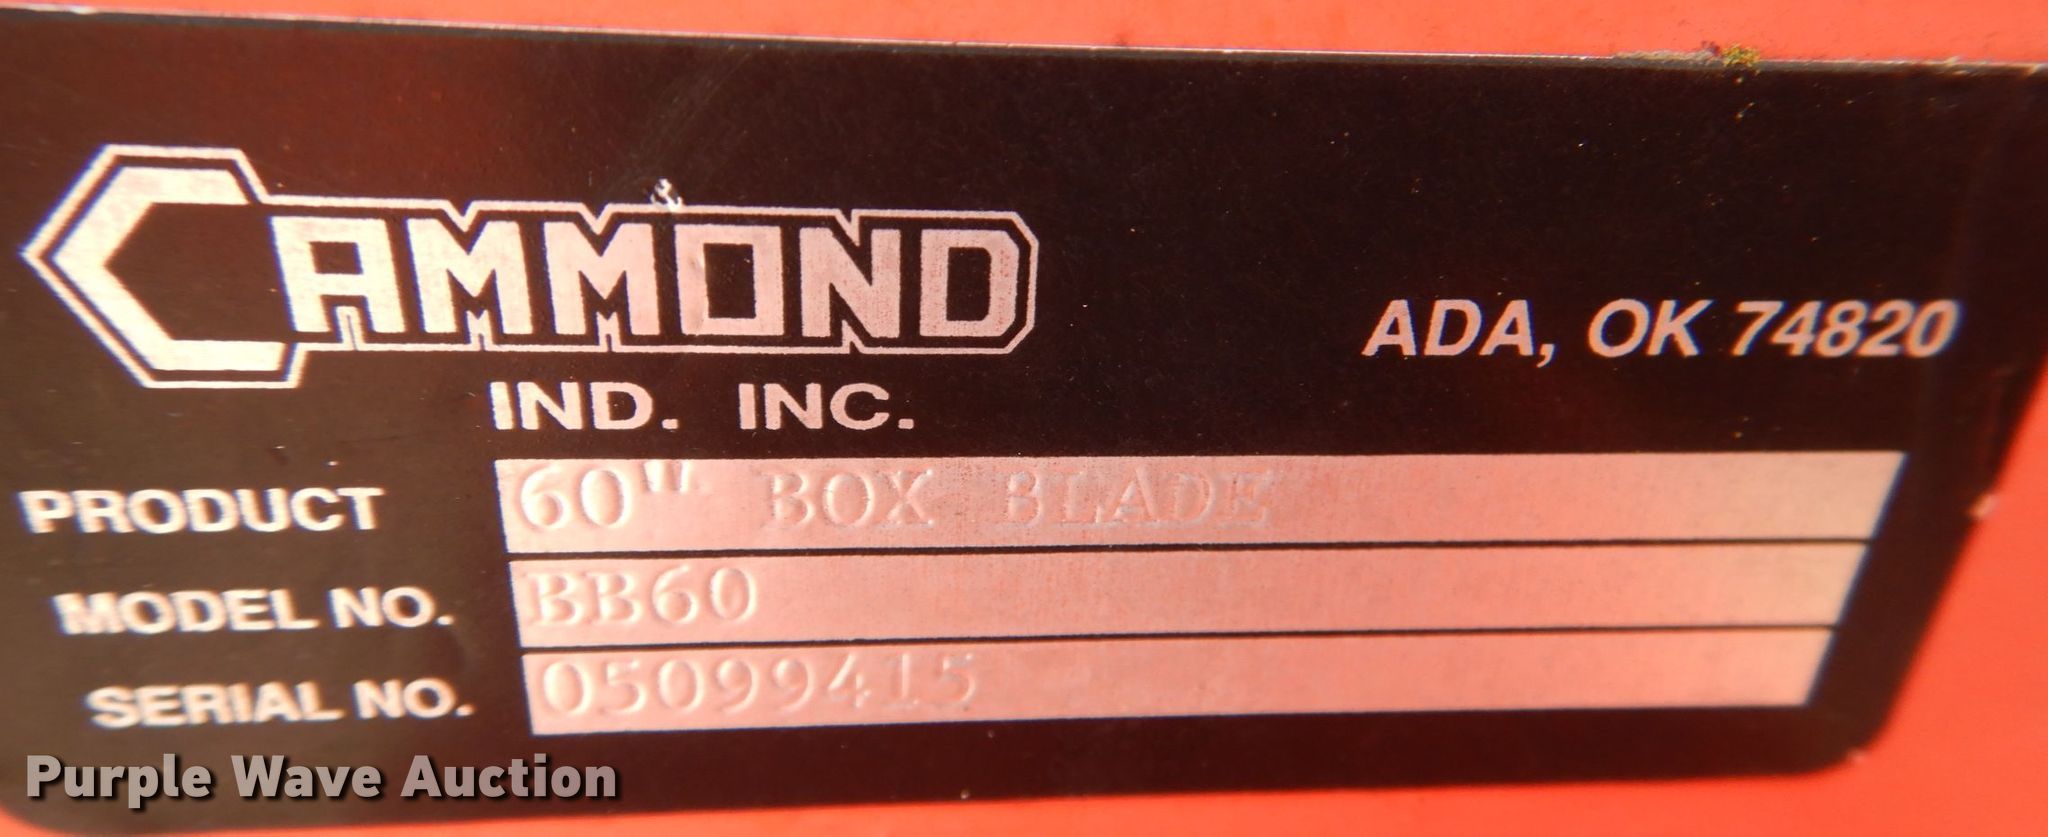 CAMMOND
IND. INC.
ADA, OK 74820
PRODUCT 60" BOX BLADE
MODEL NO. BB60
SERIAL NO. 05099415
Purple Wave Auction